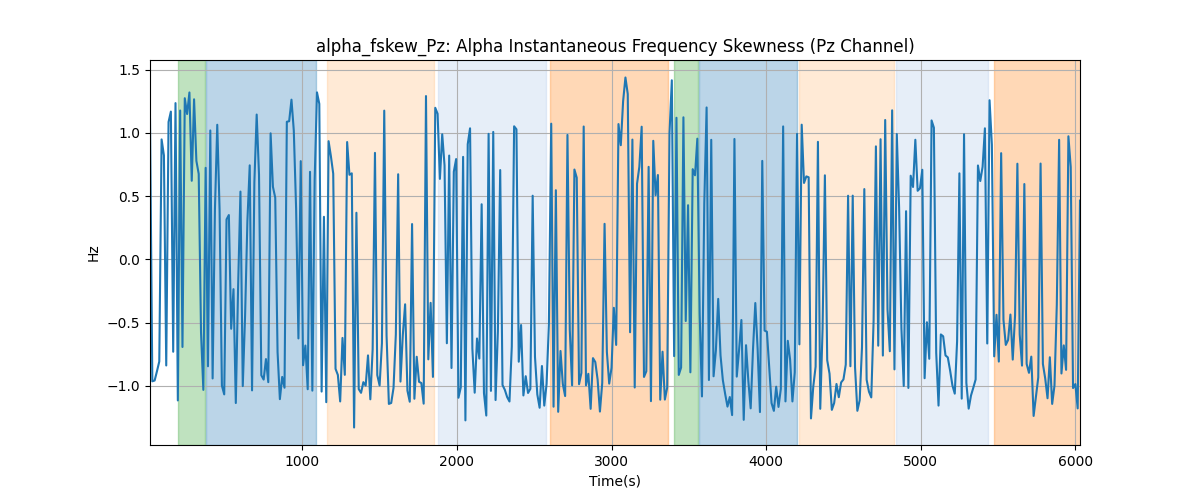 alpha_fskew_Pz: Alpha Instantaneous Frequency Skewness (Pz Channel)
1.5
1.0
0.5
0.0
−0.5
−1.0
Hz
1000 2000 3000 4000 5000 6000
Time(s)